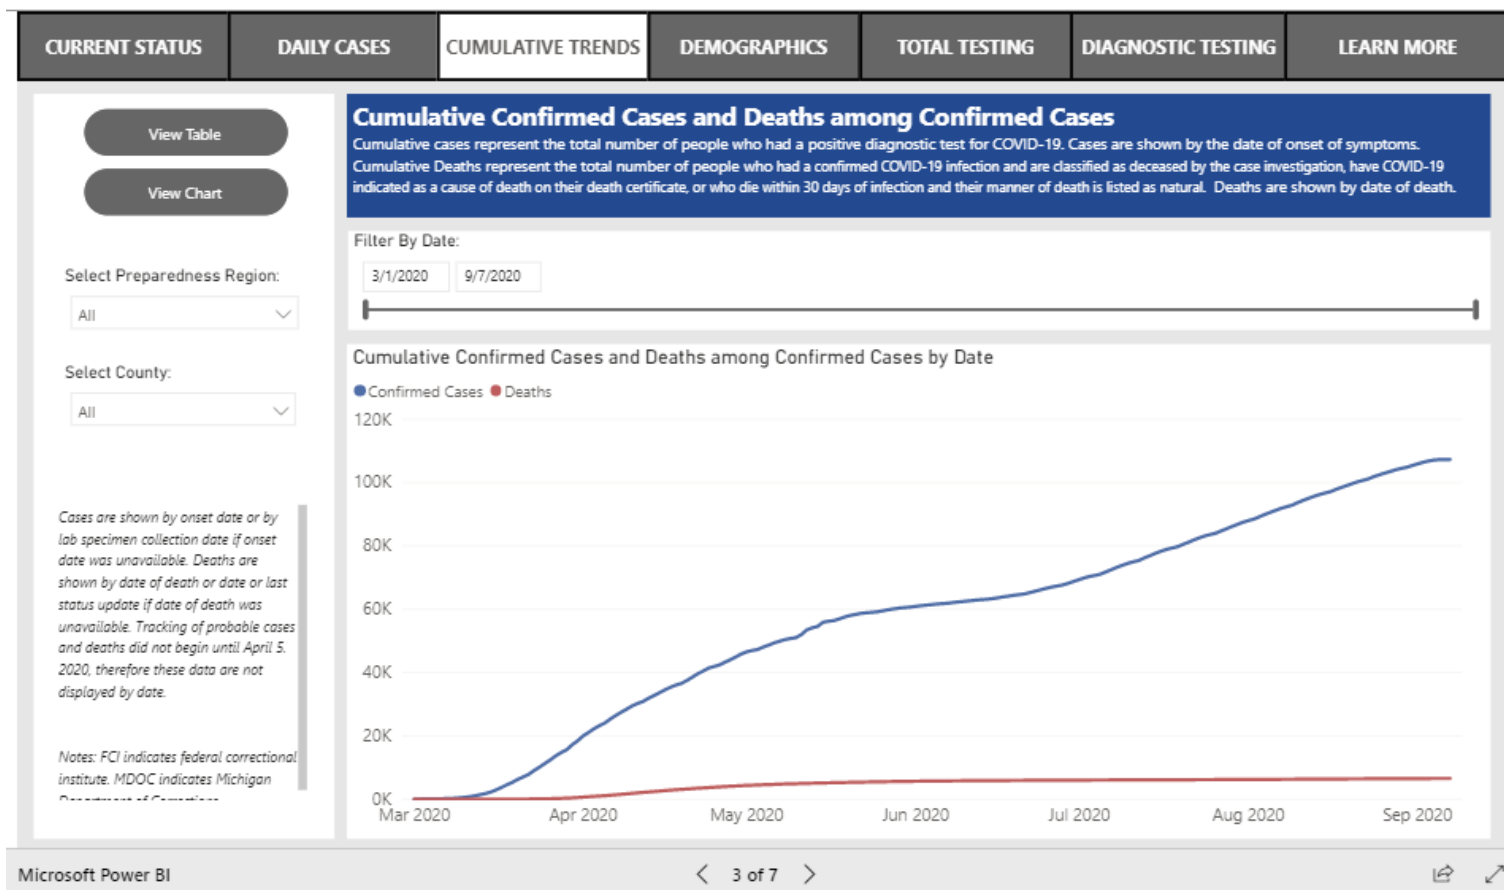 CURRENT STATUS
DAILY CASES
CUMULATIVE TRENDS
DEMOGRAPHICS
TOTAL TESTING
DIAGNOSTIC TESTING
LEARN MORE
View Table
View Chart
Select Preparedness Region:
All
Select County:
All
Cases are shown by onset date or by
lab specimen collection date if onset
date was unavailable. Deaths are
shown by date of death or date or last
status update if date of death was
unavailable. Tracking of probable cases
and deaths did not begin until April 5.
2020, therefore these data are not
displayed by date.
Notes: FCI indicates federal correctional
institute. MDOC indicates Michigan
Department of Corrections
Cumulative Confirmed Cases and Deaths among Confirmed Cases
Cumulative cases represent the total number of people who had a positive diagnostic test for COVID-19. Cases are shown by the date of onset of symptoms.
Cumulative Deaths represent the total number of people who had a confirmed COVID-19 infection and are classified as deceased by the case investigation, have COVID-19
indicated as a cause of death on their death certificate, or who die within 30 days of infection and their manner of death is listed as natural. Deaths are shown by date of death.
Filter By Date:
3/1/2020
9/7/2020
Cumulative Confirmed Cases and Deaths among Confirmed Cases by Date
Confirmed Cases
Deaths
120K
100K
80K
60K
40K
20K
0K
Mar 2020
Apr 2020
May 2020
Jun 2020
Jul 2020
Aug 2020
Sep 2020
Microsoft Power BI
3 of 7